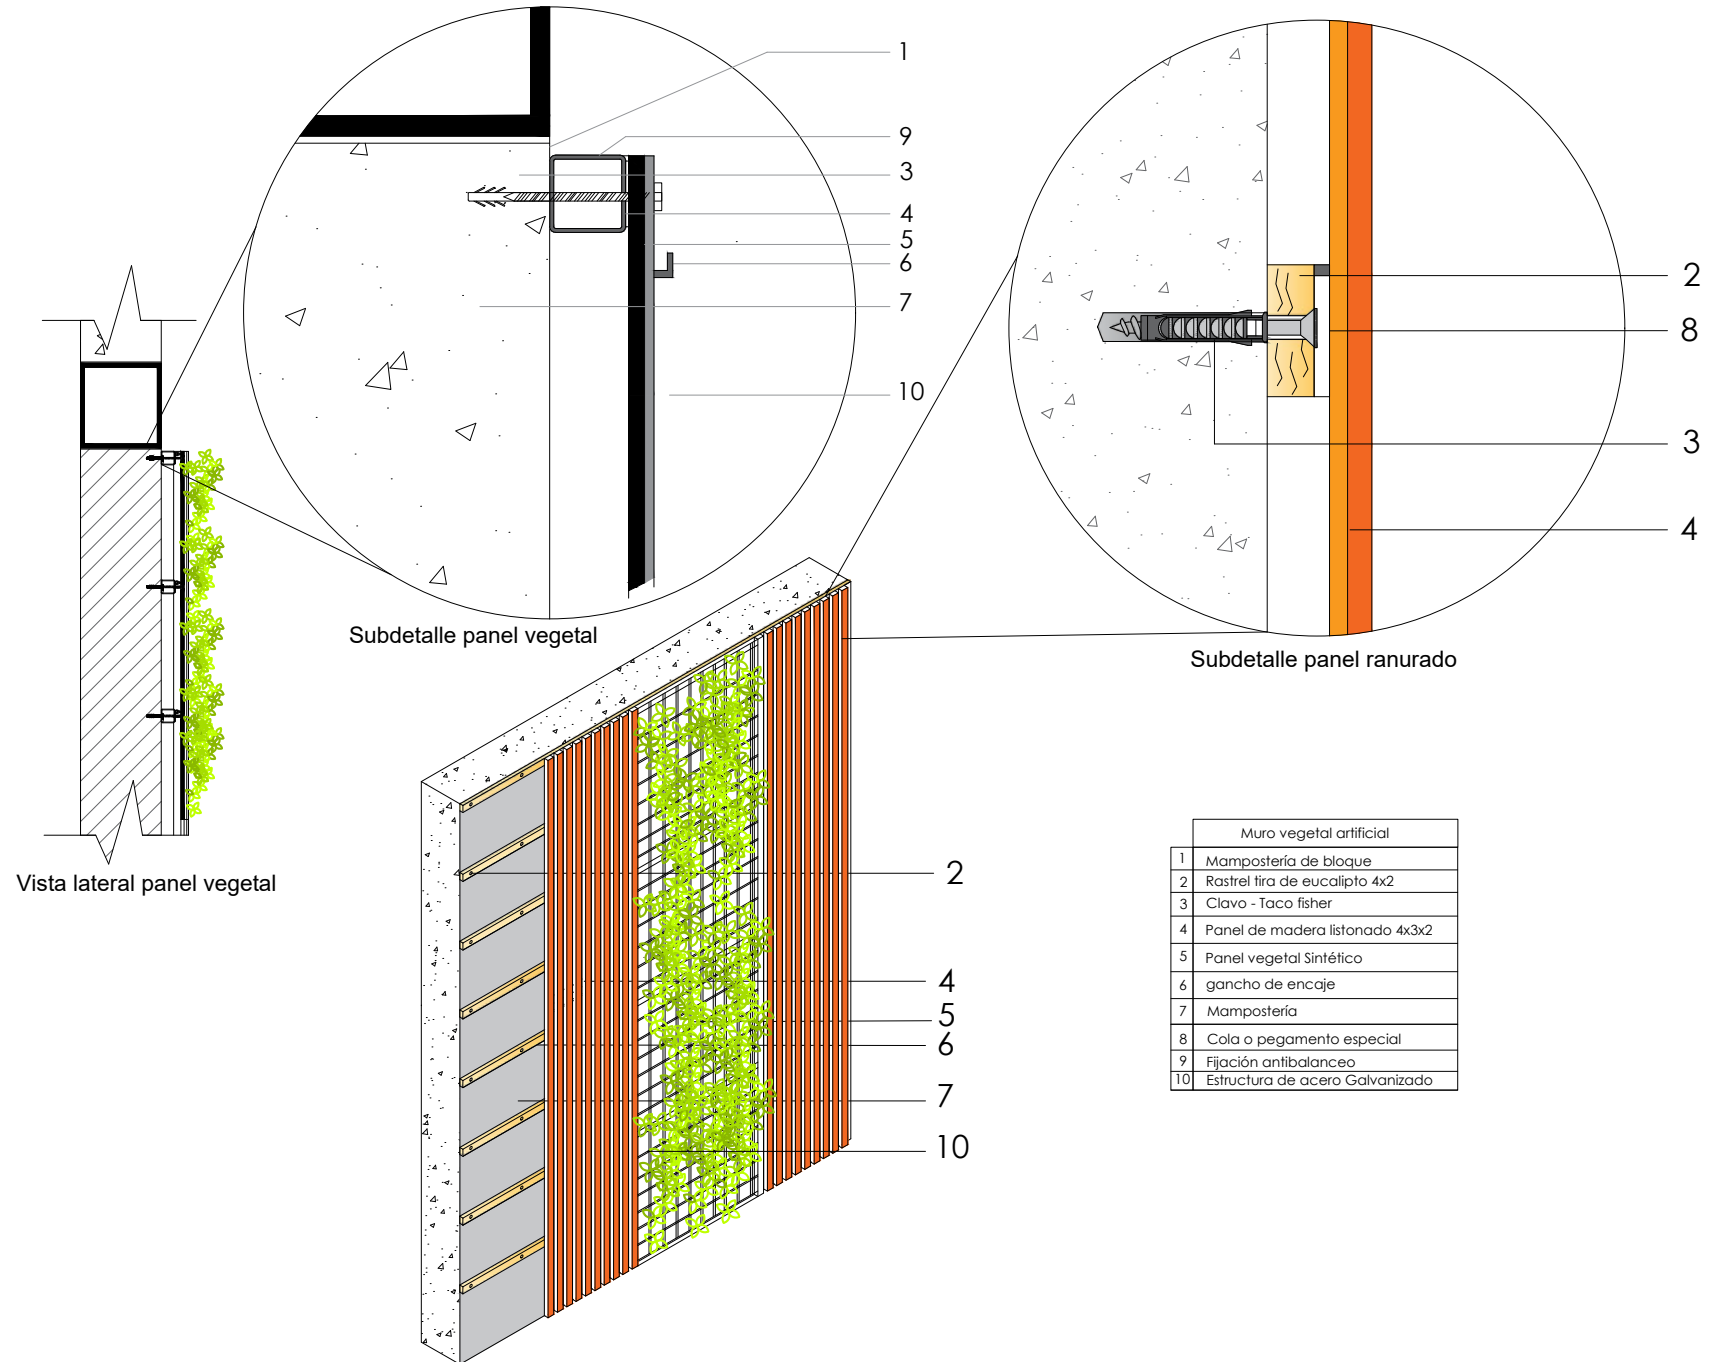 1
9
3
4
5
6
7
10
Subdetalle panel vegetal
2
8
3
4
Subdetalle panel ranurado
Vista lateral panel vegetal
2
4
5
6
7
10
Muro vegetal artificial
1 Mampostería de bloque
2 Rastrel tira de eucalipto 4x2
3 Clavo - Taco fisher
4 Panel de madera listonado 4x3x2
5 Panel vegetal Sintético
6 gancho de encaje
7 Mampostería
8 Cola o pegamento especial
9 Fijación antibalanceo
10 Estructura de acero Galvanizado